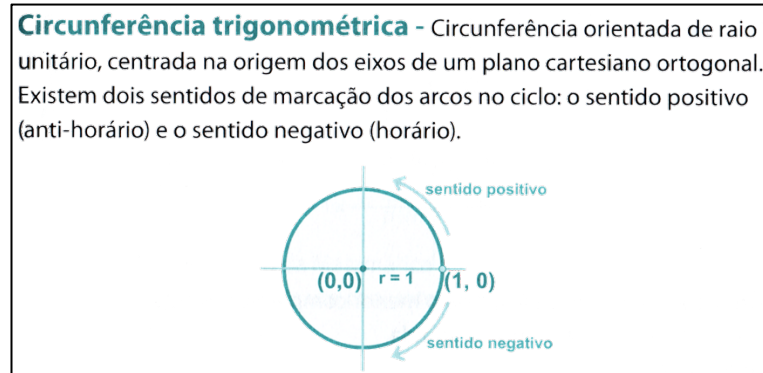 Circunferência trigonométrica - Circunferência orientada de raio
unitário, centrada na origem dos eixos de um plano cartesiano ortogonal.
Existem dois sentidos de marcação dos arcos no ciclo: o sentido positivo
(anti-horário) e o sentido negativo (horário).
sentido positivo
(0,0) r = 1 (1, 0)
sentido negativo